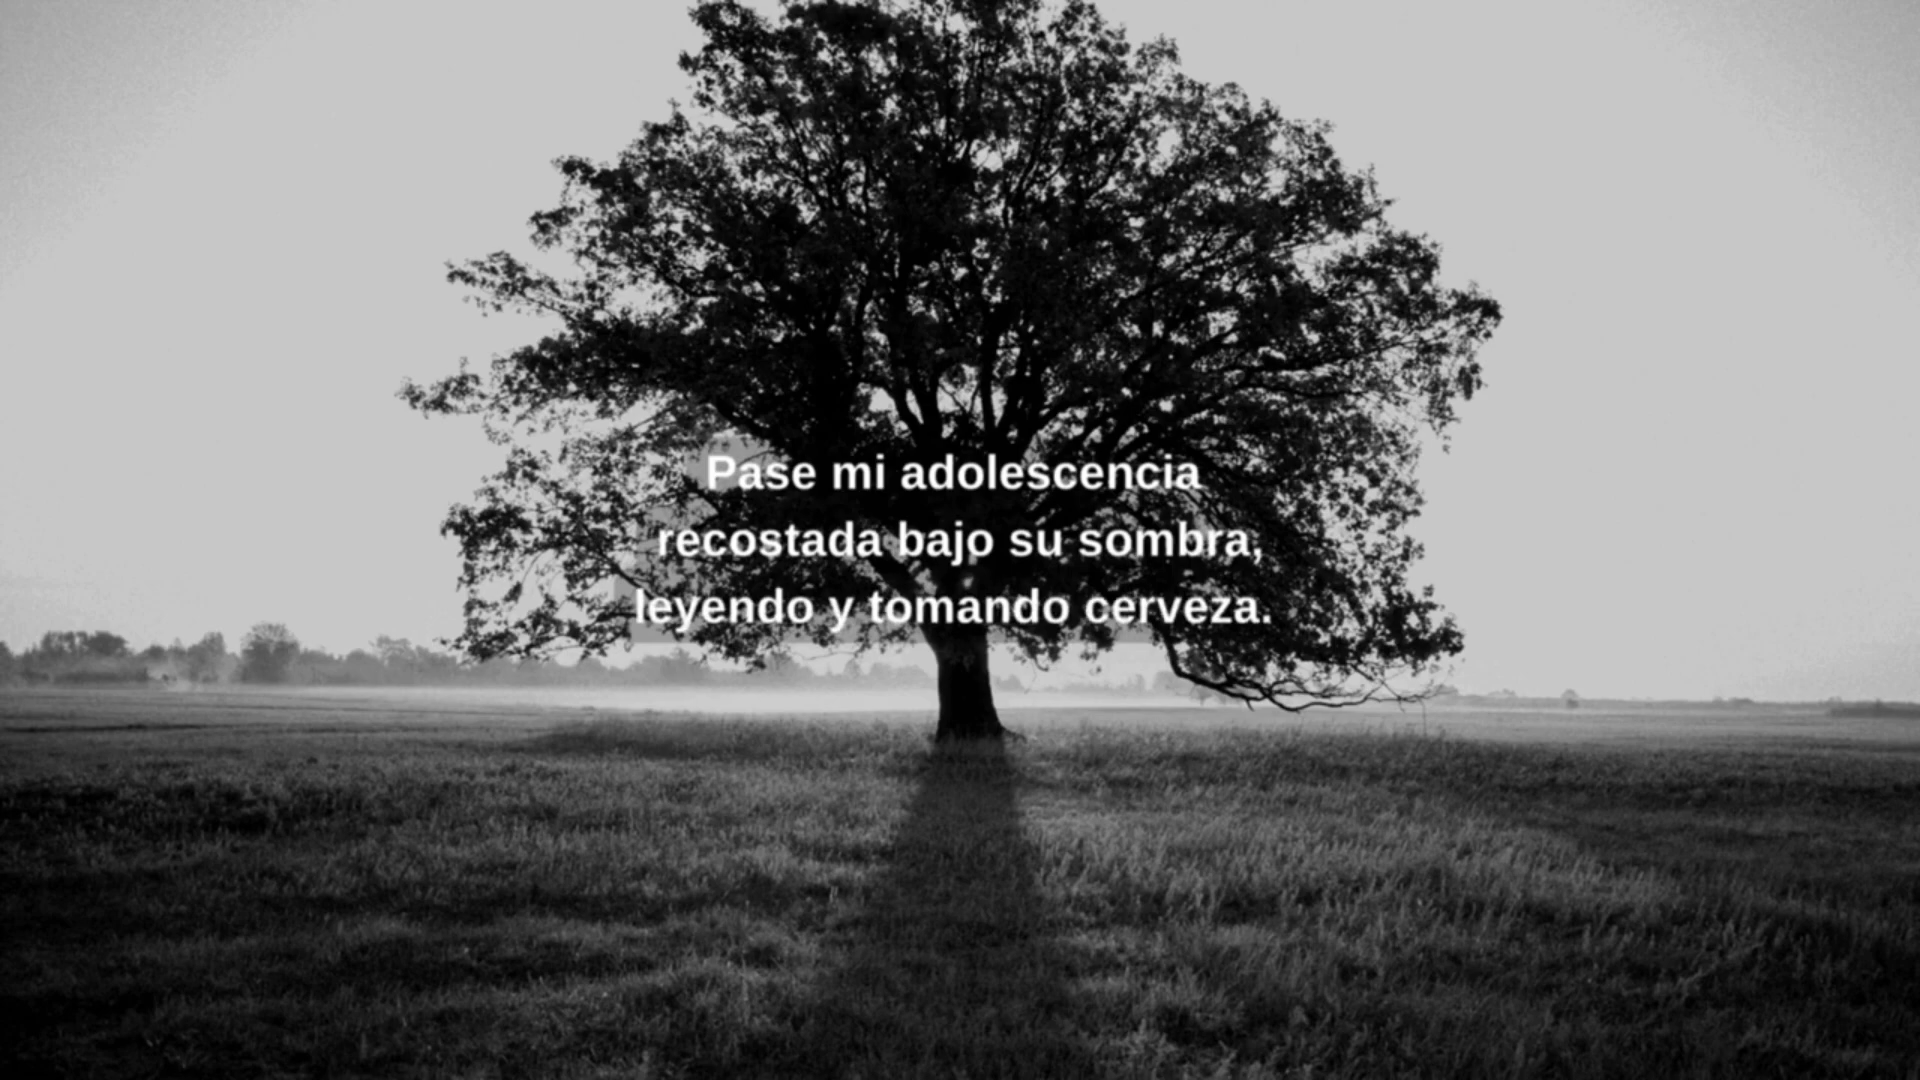 Pase mi adolescencia
recostada bajo su sombra,
leyendo y tomando cerveza.